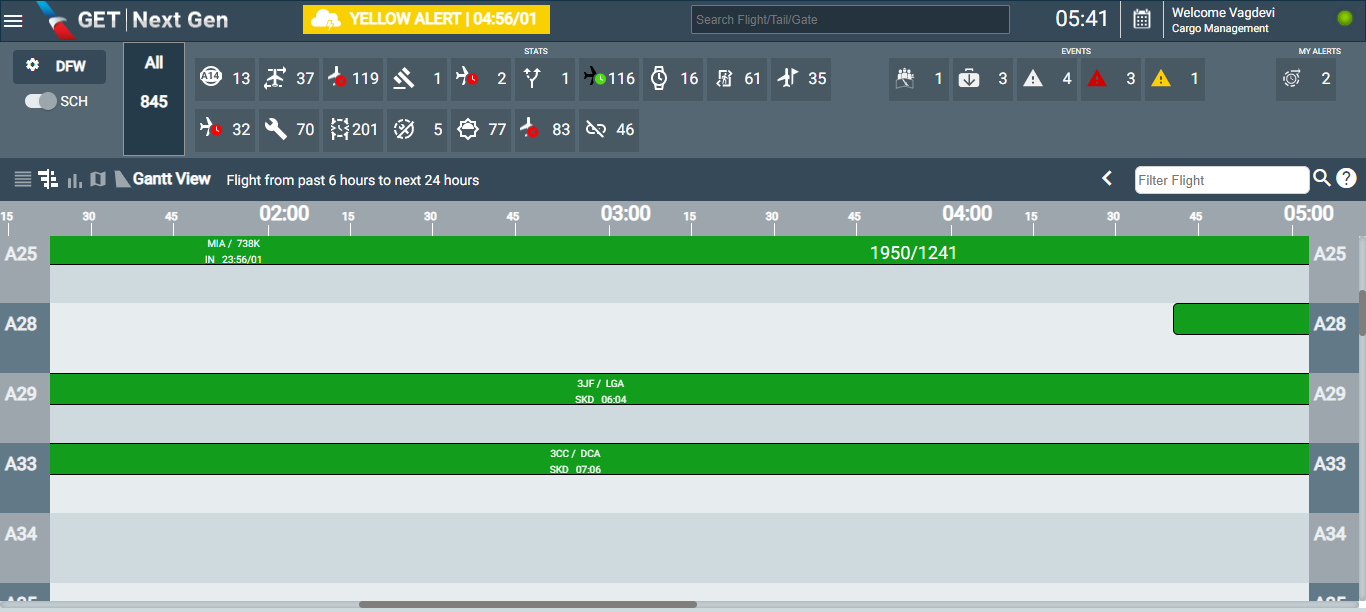 GET | Next Gen
YELLOW ALERT | 04:56/01
Search Flight/Tail/Gate
05:41
Welcome Vagdevi
Cargo Management
DFW
SCH
All
845
STATS
EVENTS
MY ALERTS
A14 13 37 119 1 2 1 116 16 61 35 1 3 4 3 1 2
32 70 201 5 77 83 46
Gantt View Flight from past 6 hours to next 24 hours
Filter Flight
15 30 45 02:00 15 30 45 03:00 15 30 45 04:00 15 30 45 05:00
A25 MIA / 738K 1950/1241 A25
IN 23:56/01
A28 A28
A29 3JF / LGA A29
SKD 06:04
A33 3CC / DCA A33
SKD 07:06
A34 A34